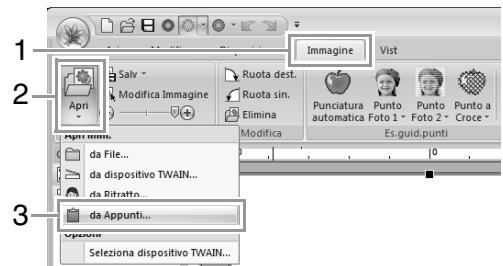 1
Immagine Vist
2
Apri
Salv
Modifica Immagine
Ruota dest.
Ruota sin.
Elimina
Modifica
Punciatura automatica
Punto Foto 1
Punto Foto 2
Punto a Croce
Es.guid.punti
da File...
da dispositivo TWAIN...
da Ritratto...
3
da Appunti...
Opzioni
Seleziona dispositivo TWAIN...
0